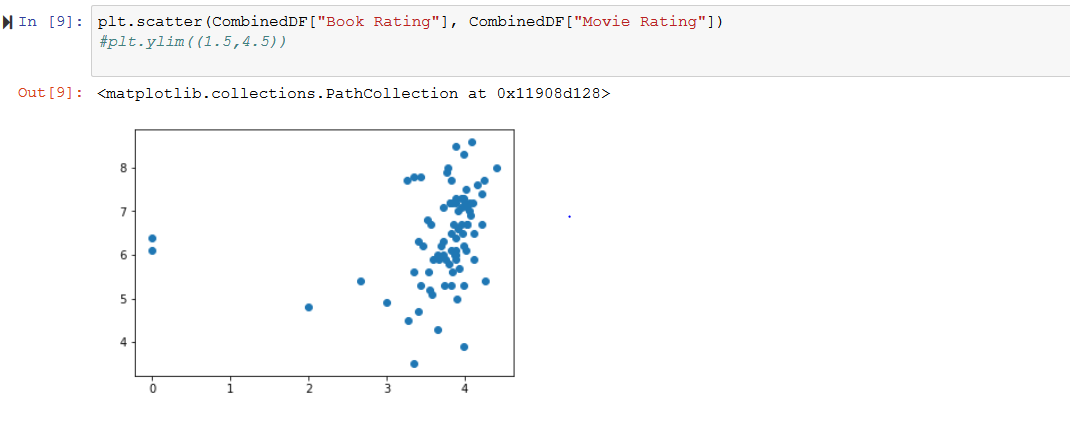 In [9]: plt.scatter(CombinedDF["Book Rating"], CombinedDF["Movie Rating"])
#plt.ylim((1.5,4.5))
Out[9]: <matplotlib.collections.PathCollection at 0x11908d128>
8
7
6
5
4
0 1 2 3 4